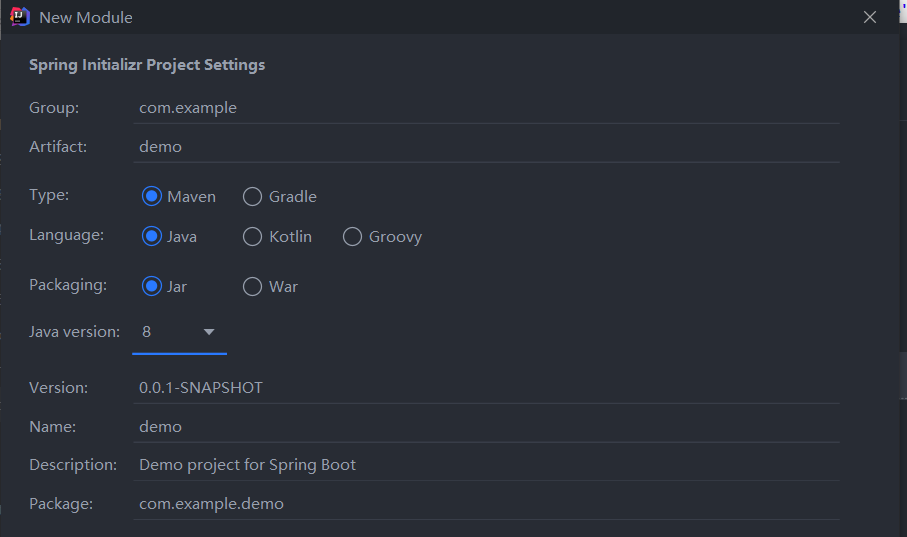 New Module
Spring Initializr Project Settings
Group: com.example
Artifact: demo
Type: Maven Gradle
Language: Java Kotlin Groovy
Packaging: Jar War
Java version: 8
Version: 0.0.1-SNAPSHOT
Name: demo
Description: Demo project for Spring Boot
Package: com.example.demo